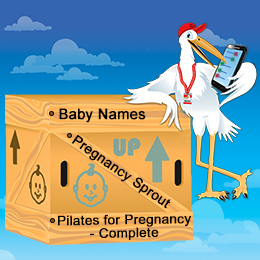 • Baby Names
• Pregnancy Sprout
UP
• Pilates for Pregnancy
- Complete